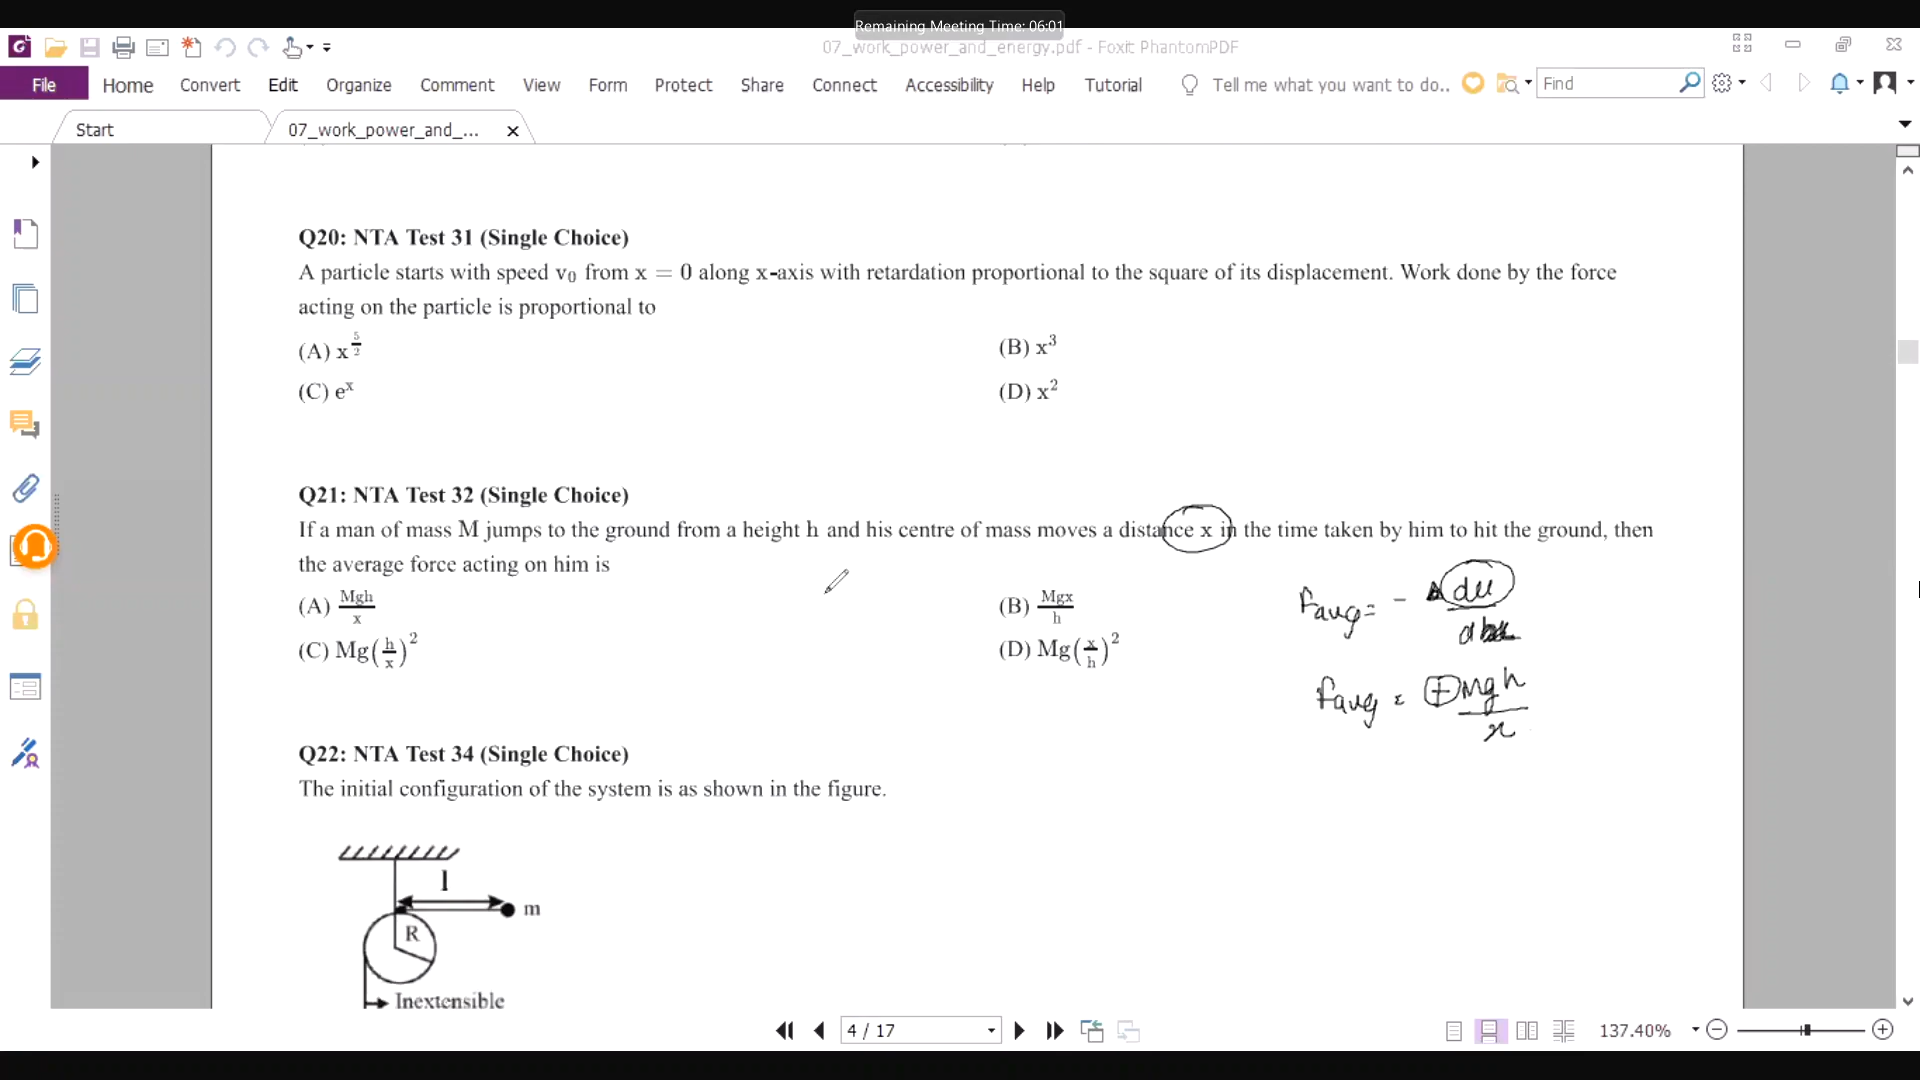 Remaining Meeting Time: 06:01
07_work_power_and_energy.pdf - Foxit PhantomPDF
File Home Convert Edit Organize Comment View Form Protect Share Connect Accessibility Help Tutorial Tell me what you want to do.. Find
Start 07_work_power_and_...
Q20: NTA Test 31 (Single Choice)
A particle starts with speed v₀ from x = 0 along x-axis with retardation proportional to the square of its displacement. Work done by the force
acting on the particle is proportional to
(A) x^(5/2) (B) x³
(C) eˣ (D) x²
Q21: NTA Test 32 (Single Choice)
If a man of mass M jumps to the ground from a height h and his centre of mass moves a distance x in the time taken by him to hit the ground, then
the average force acting on him is
(A) Mgh/x (B) Mgx/h
(C) Mg(h/x)² (D) Mg(x/h)²
Favg = - du
Favg = + Mgh/x
Q22: NTA Test 34 (Single Choice)
The initial configuration of the system is as shown in the figure.
l
m
R
Inextensible
4 / 17
137.40%